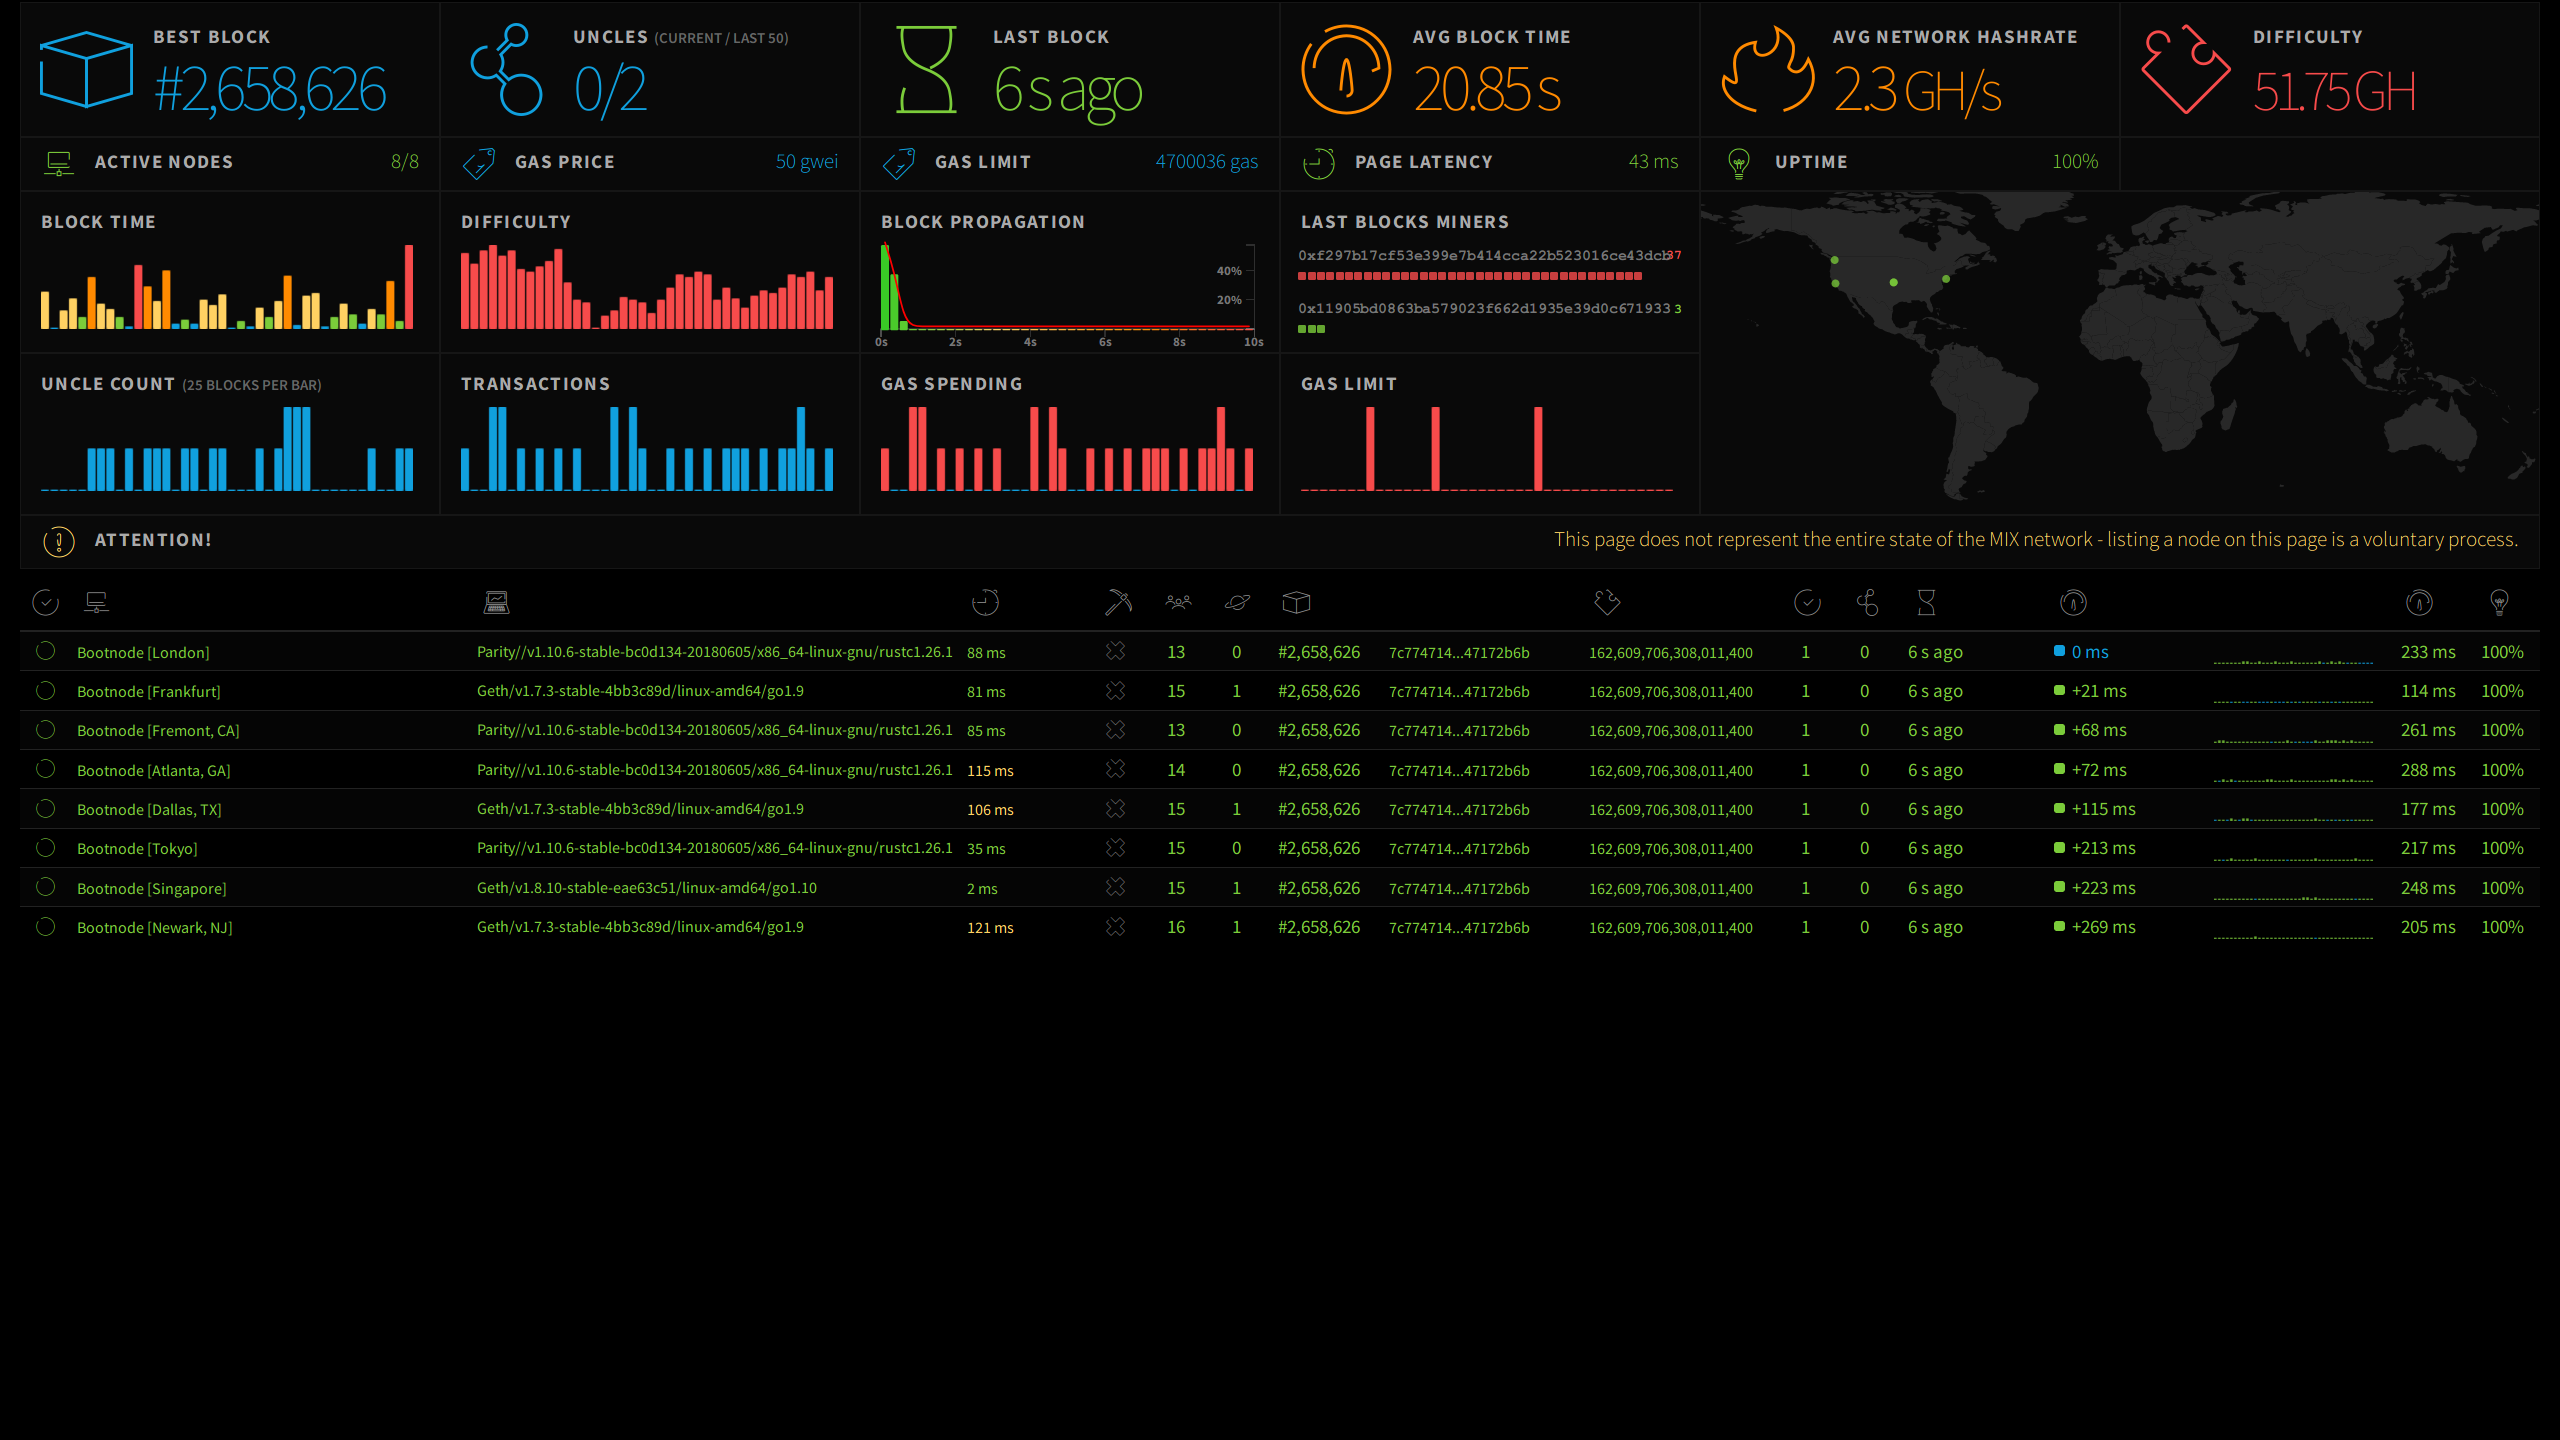 BEST BLOCK
#2,658,626
UNCLES (CURRENT / LAST 50)
0/2
LAST BLOCK
6 s ago
AVG BLOCK TIME
20.85 s
AVG NETWORK HASHRATE
2.3 GH/s
DIFFICULTY
51.75 GH
ACTIVE NODES 8/8
GAS PRICE 50 gwei
GAS LIMIT 4700036 gas
PAGE LATENCY 43 ms
UPTIME 100%
BLOCK TIME
DIFFICULTY
BLOCK PROPAGATION
40%
20%
0s 2s 4s 6s 8s 10s
LAST BLOCKS MINERS
0xf297b17cf53e399e7b414cca22b523016ce43dcb 37
0x11905bd0863ba579023f662d1935e39d0c671933 3
UNCLE COUNT (25 BLOCKS PER BAR)
TRANSACTIONS
GAS SPENDING
GAS LIMIT
ATTENTION!
This page does not represent the entire state of the MIX network - listing a node on this page is a voluntary process.
Bootnode [London] Parity//v1.10.6-stable-bc0d134-20180605/x86_64-linux-gnu/rustc1.26.1 88 ms 13 0 #2,658,626 7c774714...47172b6b 162,609,706,308,011,400 1 0 6 s ago 0 ms 233 ms 100%
Bootnode [Frankfurt] Geth/v1.7.3-stable-4bb3c89d/linux-amd64/go1.9 81 ms 15 1 #2,658,626 7c774714...47172b6b 162,609,706,308,011,400 1 0 6 s ago +21 ms 114 ms 100%
Bootnode [Fremont, CA] Parity//v1.10.6-stable-bc0d134-20180605/x86_64-linux-gnu/rustc1.26.1 85 ms 13 0 #2,658,626 7c774714...47172b6b 162,609,706,308,011,400 1 0 6 s ago +68 ms 261 ms 100%
Bootnode [Atlanta, GA] Parity//v1.10.6-stable-bc0d134-20180605/x86_64-linux-gnu/rustc1.26.1 115 ms 14 0 #2,658,626 7c774714...47172b6b 162,609,706,308,011,400 1 0 6 s ago +72 ms 288 ms 100%
Bootnode [Dallas, TX] Geth/v1.7.3-stable-4bb3c89d/linux-amd64/go1.9 106 ms 15 1 #2,658,626 7c774714...47172b6b 162,609,706,308,011,400 1 0 6 s ago +115 ms 177 ms 100%
Bootnode [Tokyo] Parity//v1.10.6-stable-bc0d134-20180605/x86_64-linux-gnu/rustc1.26.1 35 ms 15 0 #2,658,626 7c774714...47172b6b 162,609,706,308,011,400 1 0 6 s ago +213 ms 217 ms 100%
Bootnode [Singapore] Geth/v1.8.10-stable-eae63c51/linux-amd64/go1.10 2 ms 15 1 #2,658,626 7c774714...47172b6b 162,609,706,308,011,400 1 0 6 s ago +223 ms 248 ms 100%
Bootnode [Newark, NJ] Geth/v1.7.3-stable-4bb3c89d/linux-amd64/go1.9 121 ms 16 1 #2,658,626 7c774714...47172b6b 162,609,706,308,011,400 1 0 6 s ago +269 ms 205 ms 100%